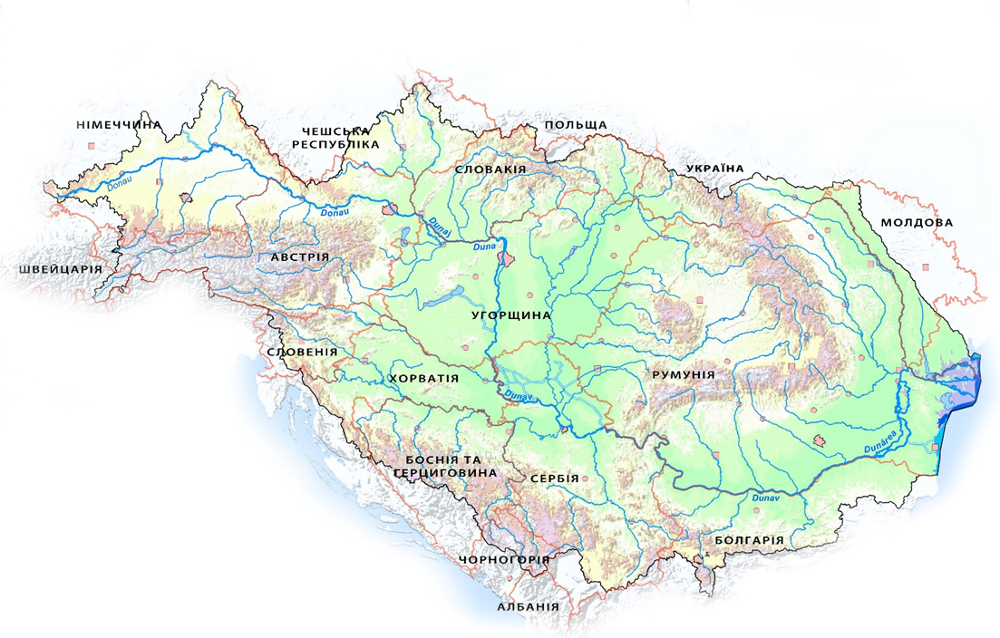 НІМЕЧЧИНА
ЧЕШСЬКА
РЕСПУБЛІКА
ПОЛЬЩА
СЛОВАКІЯ
УКРАЇНА
МОЛДОВА
Donau
Donau
Dunaj
Duna
ШВЕЙЦАРІЯ
АВСТРІЯ
УГОРЩИНА
СЛОВЕНІЯ
ХОРВАТІЯ
РУМУНІЯ
Olt
Dunav
Dunărea
БОСНІЯ ТА
ГЕРЦИГОВИНА
СЕРБІЯ
Dunav
БОЛГАРІЯ
ЧОРНОГОРІЯ
АЛБАНІЯ